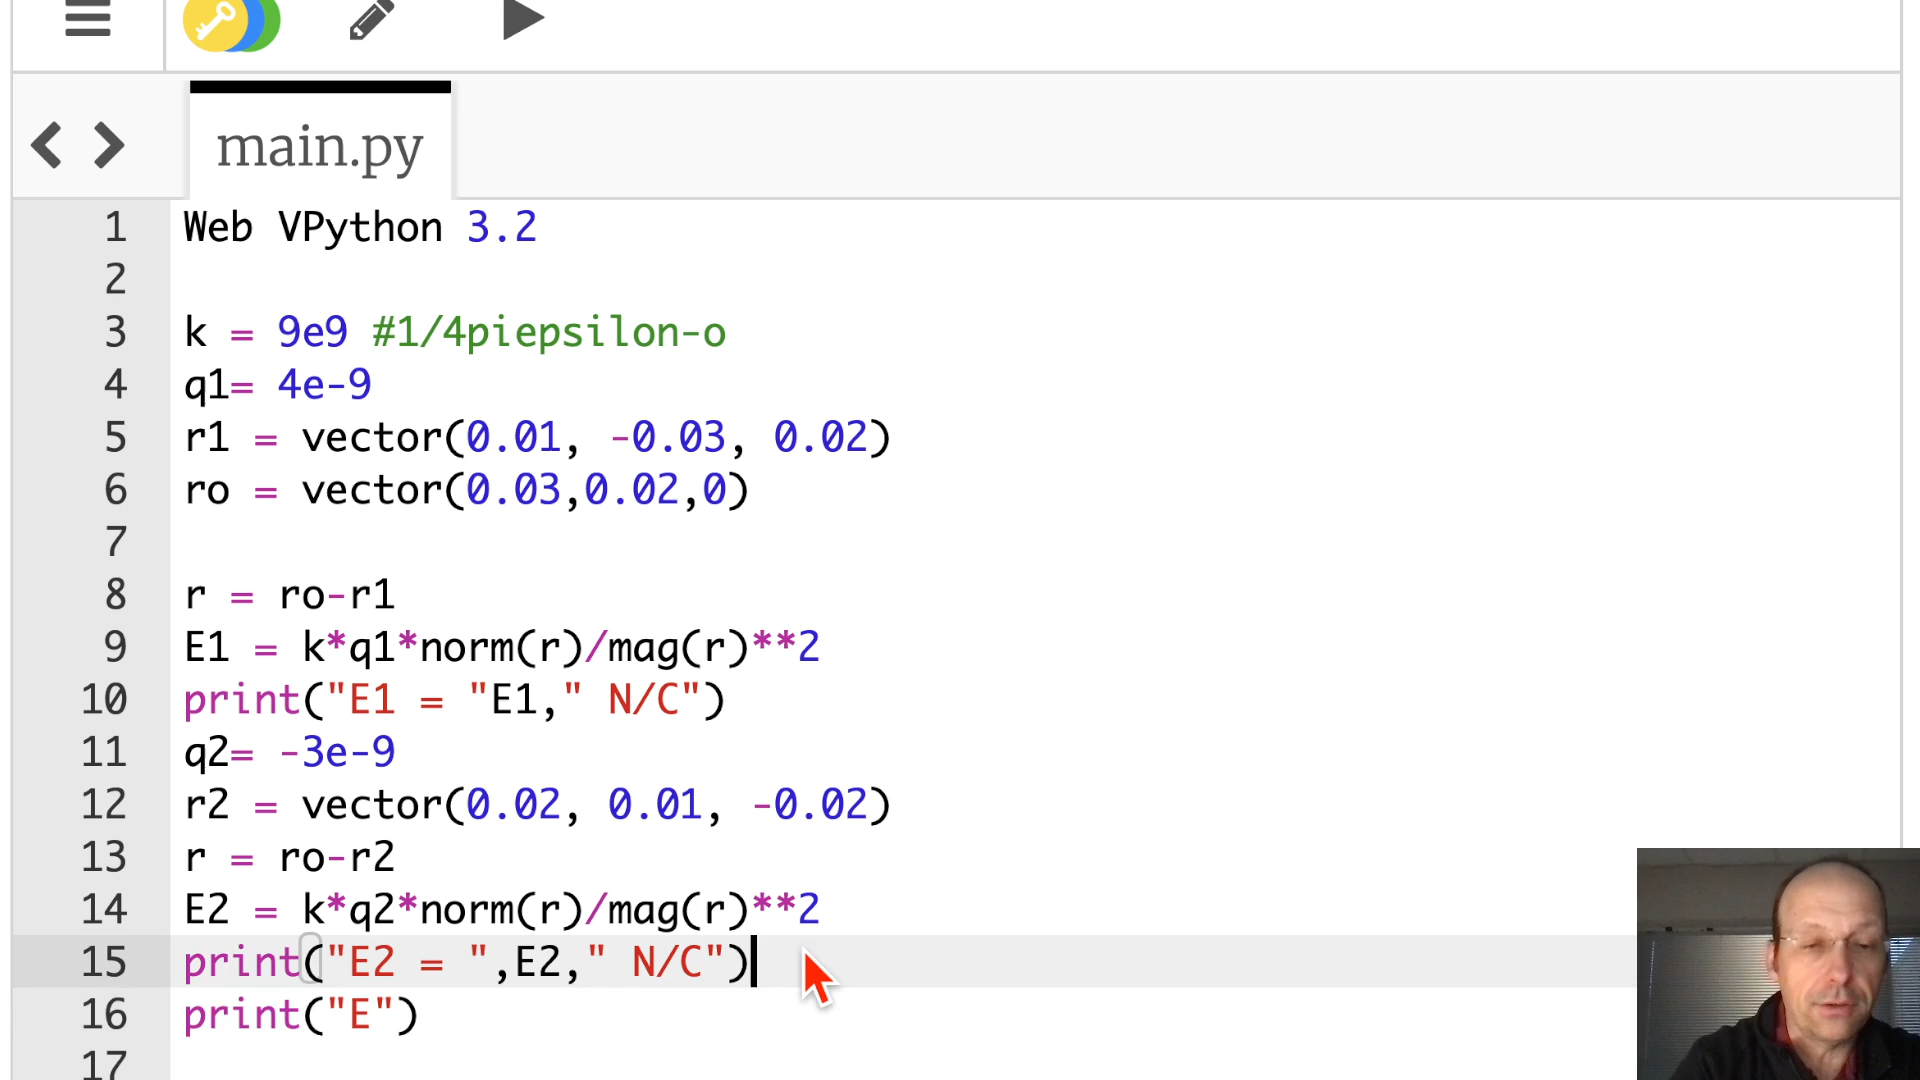 main.py
1 Web VPython 3.2
2
3 k = 9e9 #1/4piepsilon-o
4 q1= 4e-9
5 r1 = vector(0.01, -0.03, 0.02)
6 ro = vector(0.03,0.02,0)
7
8 r = ro-r1
9 E1 = k*q1*norm(r)/mag(r)**2
10 print("E1 = "E1," N/C")
11 q2= -3e-9
12 r2 = vector(0.02, 0.01, -0.02)
13 r = ro-r2
14 E2 = k*q2*norm(r)/mag(r)**2
15 print("E2 = ",E2," N/C")
16 print("E")
17